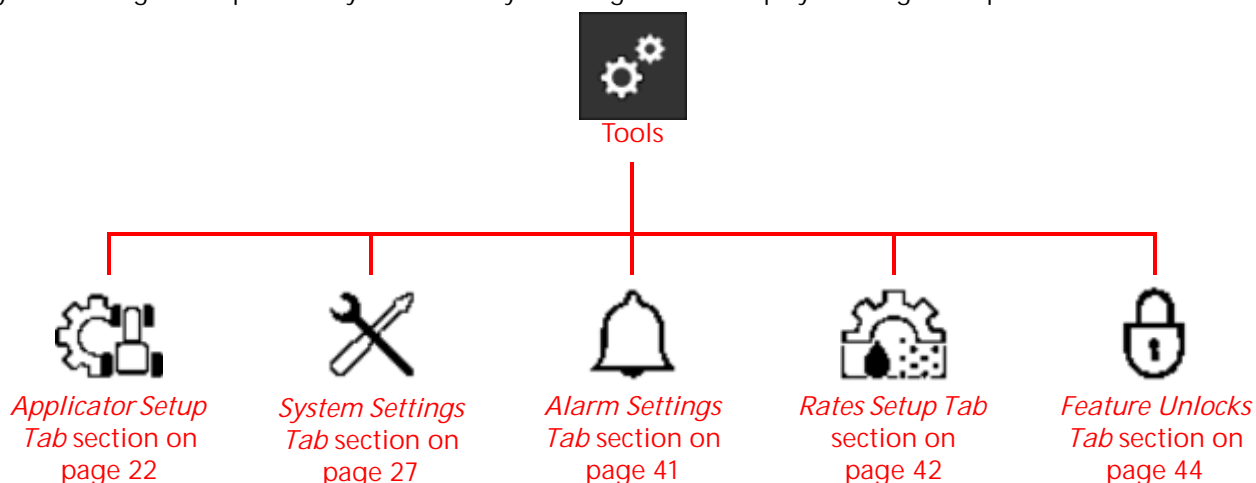 Tools
Applicator Setup
Tab section on
page 22
System Settings
Tab section on
page 27
Alarm Settings
Tab section on
page 41
Rates Setup Tab
section on
page 42
Feature Unlocks
Tab section on
page 44